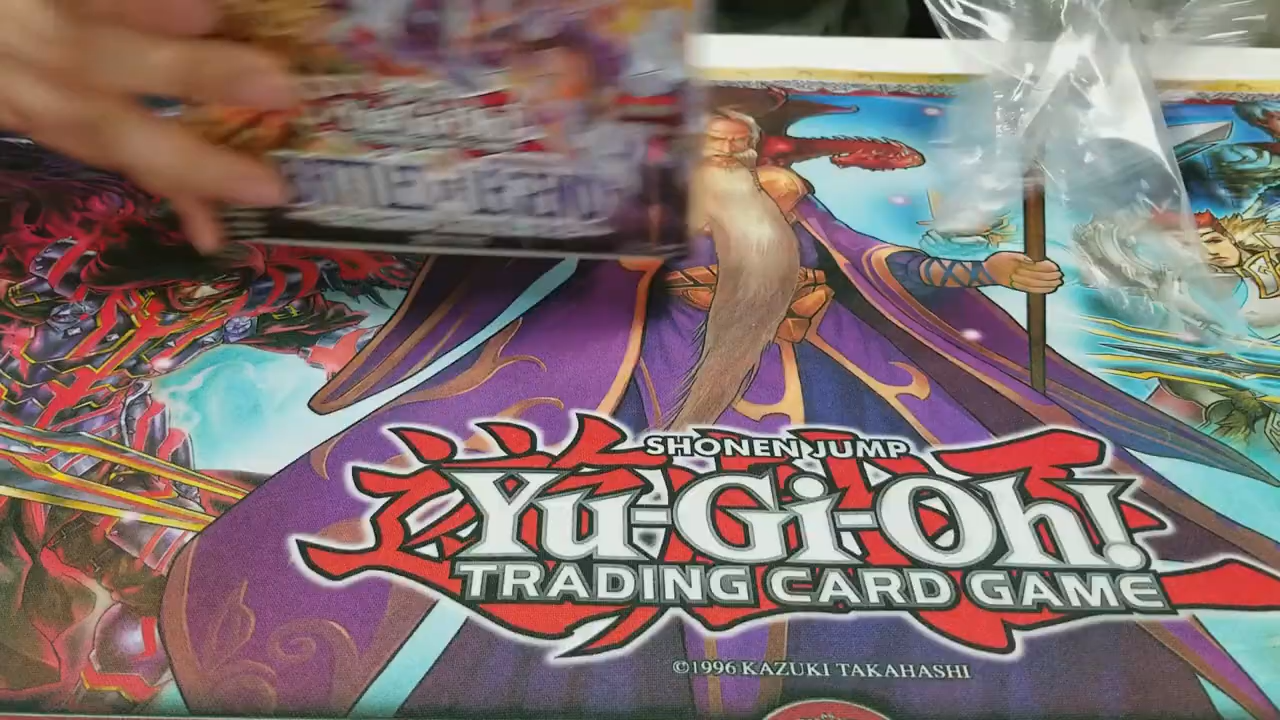 SHONEN JUMP
Yu-Gi-Oh!
TRADING CARD GAME
©1996 KAZUKI TAKAHASHI